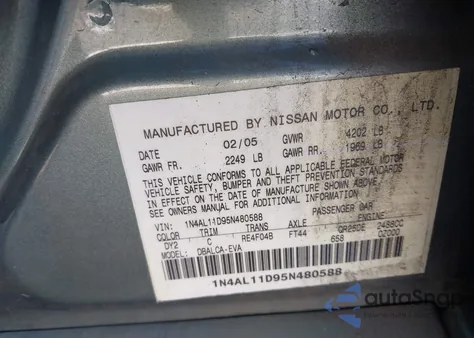 MANUFACTURED BY NISSAN MOTOR CO., LTD.
DATE 02/05 GVWR 4202 LB
GAWR FR. 2249 LB GAWR RR. 1969 LB
THIS VEHICLE CONFORMS TO ALL APPLICABLE FEDERAL MOTOR
VEHICLE SAFETY, BUMPER AND THEFT PREVENTION STANDARDS
IN EFFECT ON THE DATE OF MANUFACTURE SHOWN ABOVE.
SEE OWNERS MANUAL FOR ADDITIONAL INFORMATION.
VIN: 1N4AL11D95N480588 PASSENGER CAR
COLOR TRIM TRANS AXLE ENGINE
DY2 C RE4F04B FT44 QR25DE 2488CC
MODEL: DBALCA-EVA 658
1N4AL11D95N480588
autoSnap